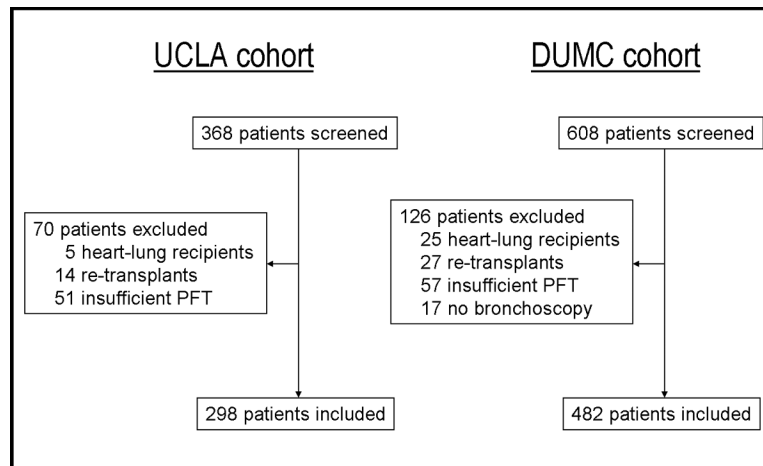 UCLA cohort
368 patients screened
70 patients excluded
5 heart-lung recipients
14 re-transplants
51 insufficient PFT
298 patients included
DUMC cohort
608 patients screened
126 patients excluded
25 heart-lung recipients
27 re-transplants
57 insufficient PFT
17 no bronchoscopy
482 patients included